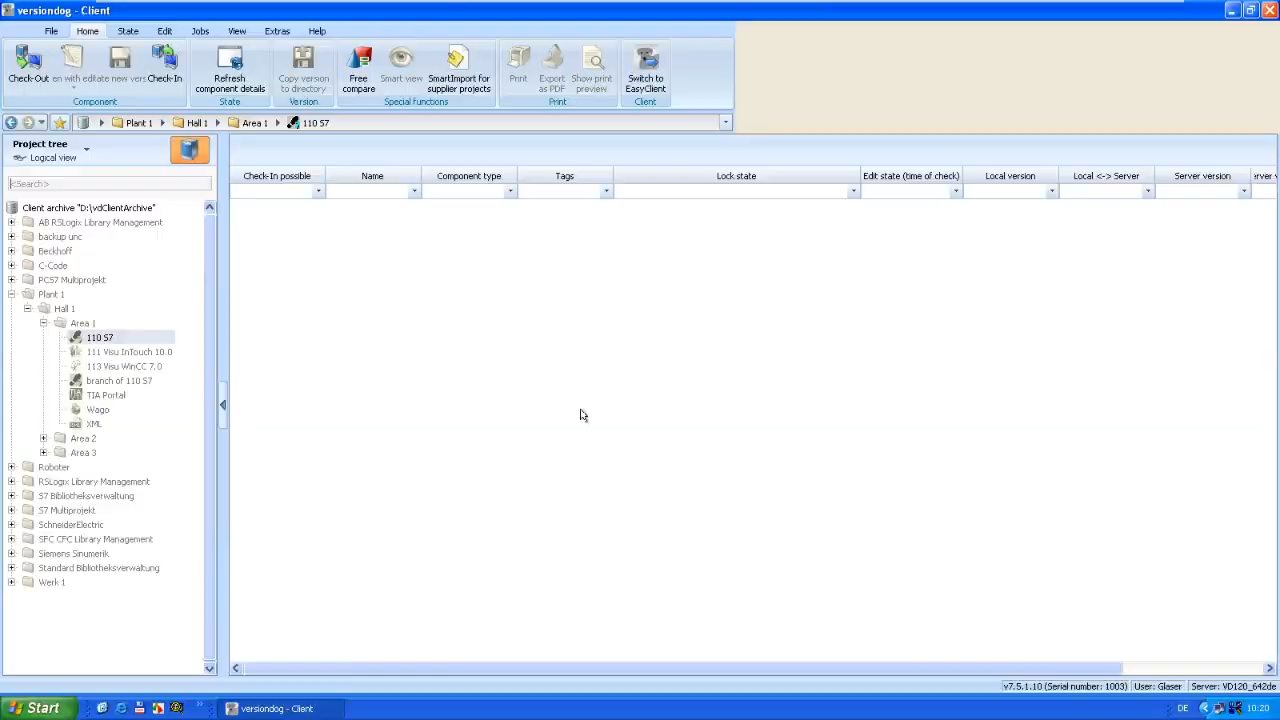 versiondog - Client
File Home State Edit Jobs View Extras Help
Check-Out en with edit ate new vers Check-In Refresh component details Copy version to directory Free compare Smart view SmartImport for supplier projects Print Export as PDF Show print preview Switch to EasyClient
Component State Version Special functions Print Client
Plant 1 Hall 1 Area 1 110 S7
Project tree
Logical view
<Search>
Check-In possible Name Component type Tags Lock state Edit state (time of check) Local version Local <-> Server Server version
Client archive "D:\vdClientArchive"
AB RSLogix Library Management
backup unc
Beckhoff
C-Code
PCS7 Multiprojekt
Plant 1
Hall 1
Area 1
110 S7
111 Visu InTouch 10.0
113 Visu WinCC 7.0
branch of 110 S7
TIA Portal
Wago
XML
Area 2
Area 3
Roboter
RSLogix Library Management
S7 Bibliotheksverwaltung
S7 Multiprojekt
SchneiderElectric
SFC CFC Library Management
Siemens Sinumerik
Standard Bibliotheksverwaltung
Werk 1
v7.5.1.10 (Serial number: 1003) User: Glaser Server: VD120_642de
Start versiondog - Client DE 10:20